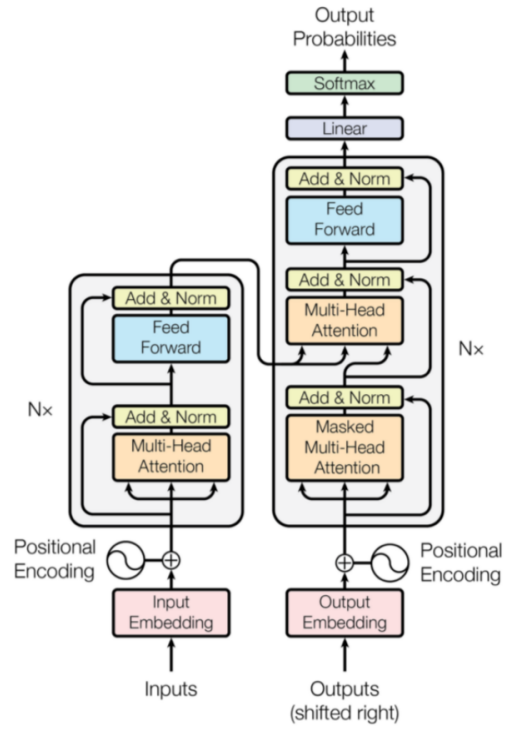 Output
Probabilities
Softmax
Linear
Add & Norm
Feed
Forward
Add & Norm
Multi-Head
Attention
Add & Norm
Masked
Multi-Head
Attention
Nx
Add & Norm
Feed
Forward
Add & Norm
Multi-Head
Attention
Nx
Positional
Encoding
Positional
Encoding
Input
Embedding
Output
Embedding
Inputs
Outputs
(shifted right)